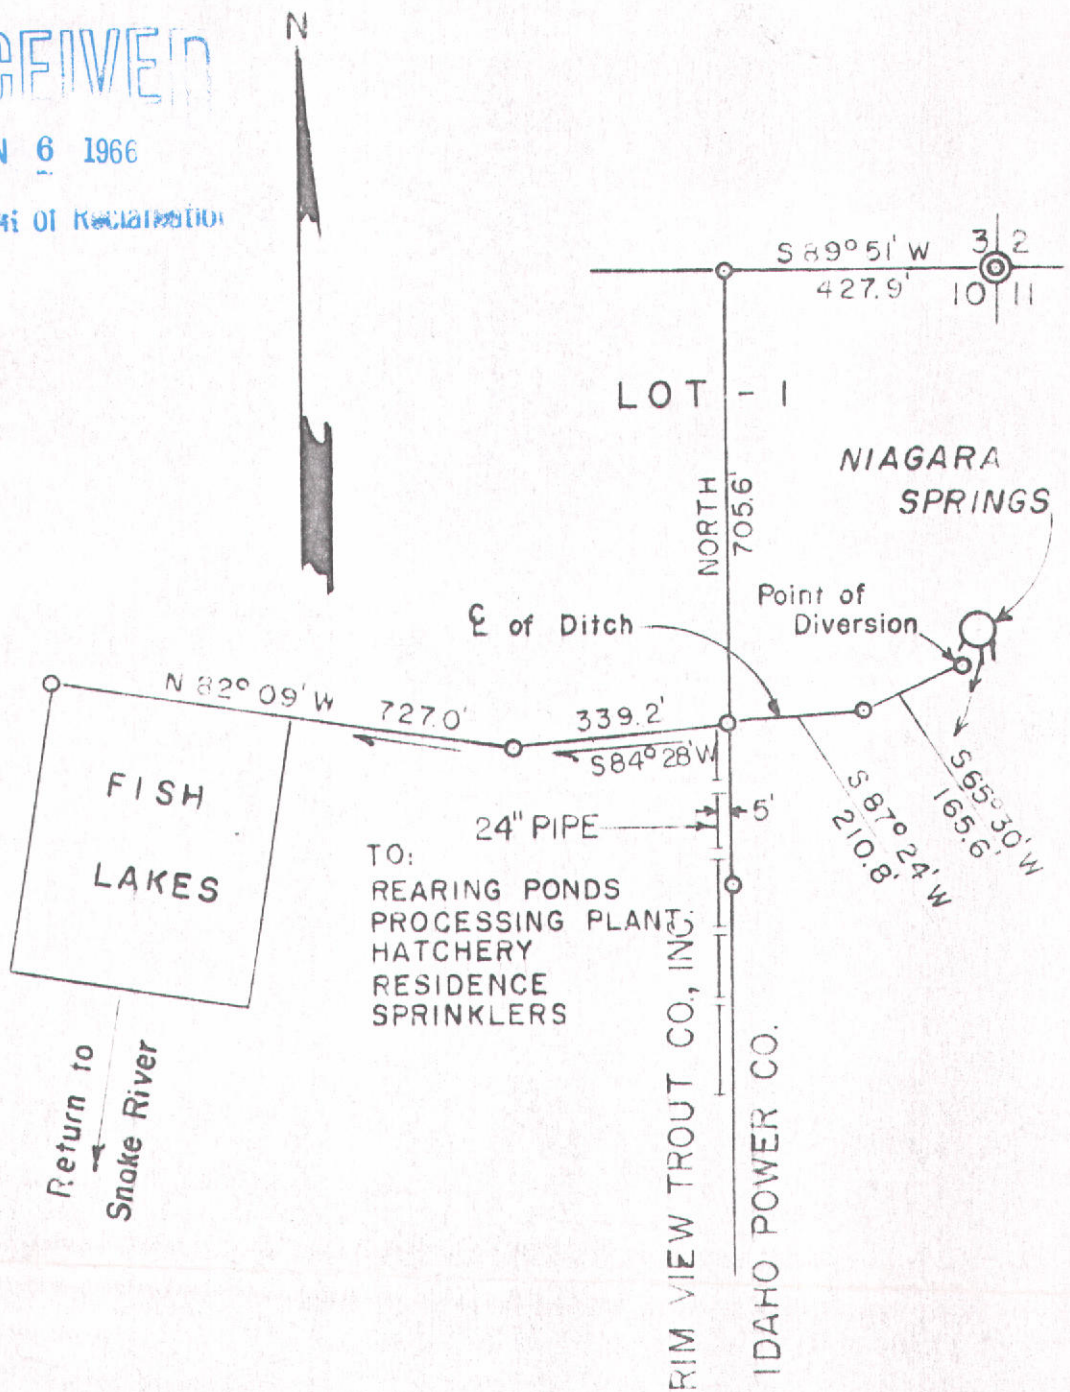 N
6 1966
of Reclamation
S 89° 51' W
427.9'
3 2
10 11
LOT - 1
NORTH
705.6'
NIAGARA
SPRINGS
Point of
Diversion
℄ of Ditch
N 82° 09' W
727.0'
339.2'
S84° 28' W
S 87° 24' W
210.8'
S 65° 30' W
165.6'
FISH
LAKES
24" PIPE
5'
TO:
REARING PONDS
PROCESSING PLANT
HATCHERY
RESIDENCE
SPRINKLERS
Return to
Snake River
RIM VIEW TROUT CO., INC.
IDAHO POWER CO.